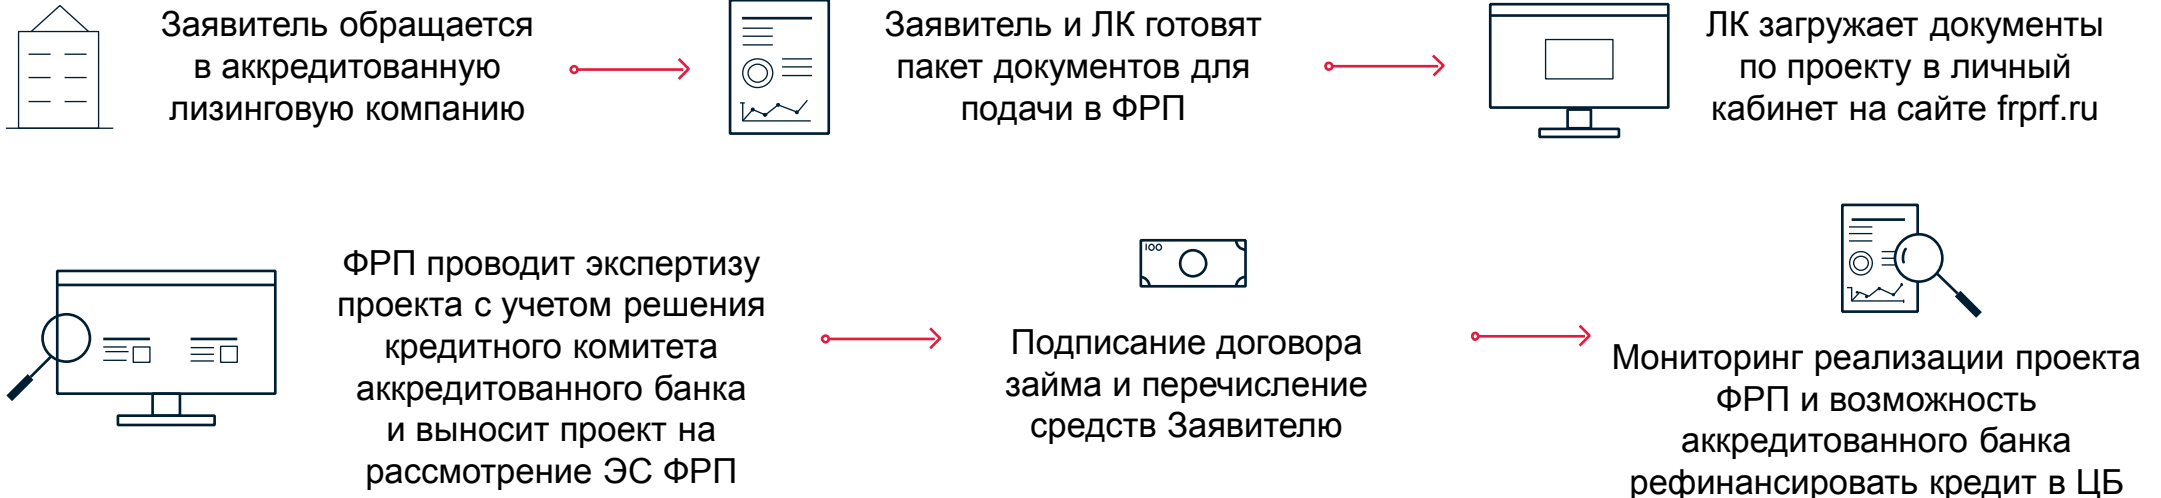 Заявитель обращается
в аккредитованную
лизинговую компанию
Заявитель и ЛК готовят
пакет документов для
подачи в ФРП
ЛК загружает документы
по проекту в личный
кабинет на сайте frprf.ru
ФРП проводит экспертизу
проекта с учетом решения
кредитного комитета
аккредитованного банка
и выносит проект на
рассмотрение ЭС ФРП
100
Подписание договора
займа и перечисление
средств Заявителю
Мониторинг реализации проекта
ФРП и возможность
аккредитованного банка
рефинансировать кредит в ЦБ